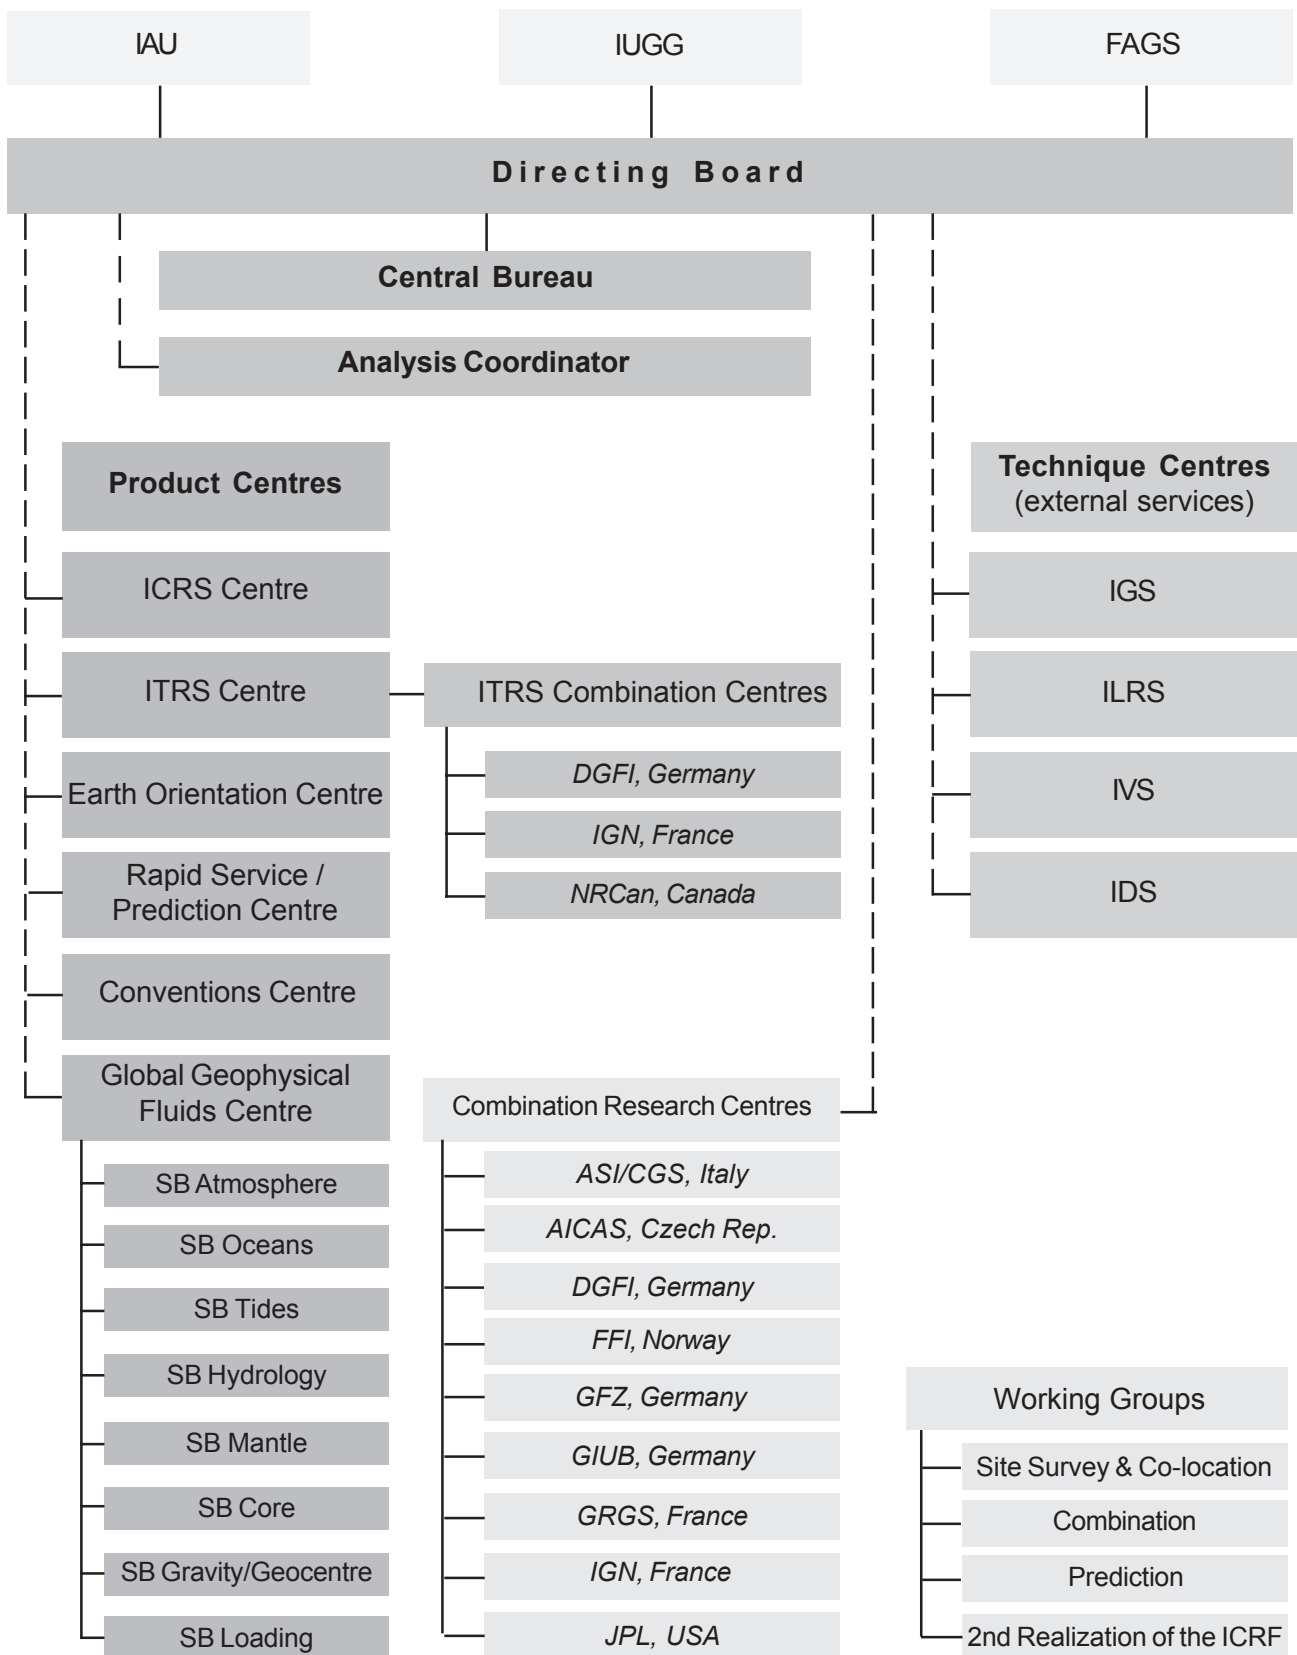 IAU
IUGG
FAGS
Directing Board
Central Bureau
Analysis Coordinator
Product Centres
ICRS Centre
ITRS Centre
Earth Orientation Centre
Rapid Service /
Prediction Centre
Conventions Centre
Global Geophysical
Fluids Centre
SB Atmosphere
SB Oceans
SB Tides
SB Hydrology
SB Mantle
SB Core
SB Gravity/Geocentre
SB Loading
ITRS Combination Centres
DGFI, Germany
IGN, France
NRCan, Canada
Combination Research Centres
ASI/CGS, Italy
AICAS, Czech Rep.
DGFI, Germany
FFI, Norway
GFZ, Germany
GIUB, Germany
GRGS, France
IGN, France
JPL, USA
Technique Centres
(external services)
IGS
ILRS
IVS
IDS
Working Groups
Site Survey & Co-location
Combination
Prediction
2nd Realization of the ICRF